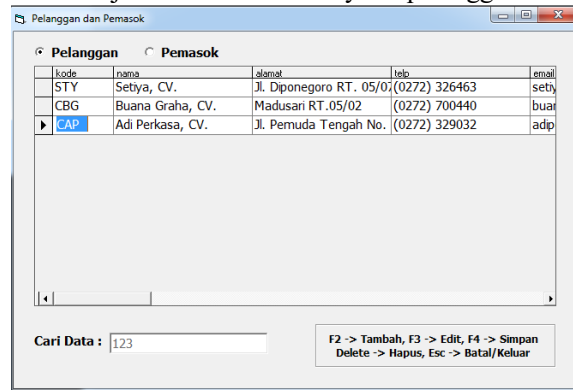 Pelanggan dan Pemasok
Pelanggan Pemasok
kode nama alamat telp email
STY Setiya, CV. Jl. Diponegoro RT. 05/07 (0272) 326463 setiy
CBG Buana Graha, CV. Madusari RT.05/02 (0272) 700440 buar
CAP Adi Perkasa, CV. Jl. Pemuda Tengah No. (0272) 329032 adip
Cari Data : 123
F2 -> Tambah, F3 -> Edit, F4 -> Simpan
Delete -> Hapus, Esc -> Batal/Keluar